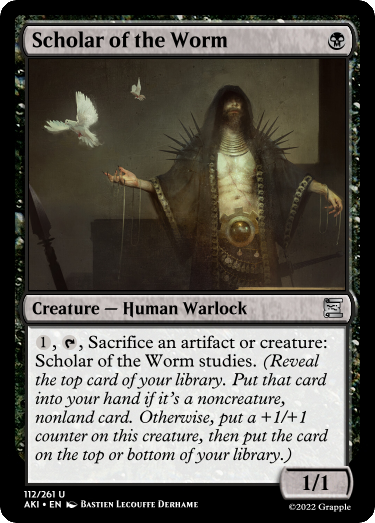 Scholar of the Worm
Creature — Human Warlock
1, , Sacrifice an artifact or creature:
Scholar of the Worm studies. (Reveal
the top card of your library. Put that card
into your hand if it's a noncreature,
nonland card. Otherwise, put a +1/+1
counter on this creature, then put the card
on the top or bottom of your library.)
1/1
112/261 U
AKI • EN Bastien Lecouffe Derhame
©2022 Grapple